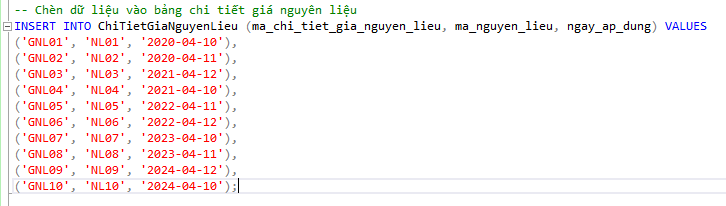 -- Chèn dữ liệu vào bảng chi tiết giá nguyên liệu
INSERT INTO ChiTietGiaNguyenLieu (ma_chi_tiet_gia_nguyen_lieu, ma_nguyen_lieu, ngay_ap_dung) VALUES
('GNL01', 'NL01', '2020-04-10'),
('GNL02', 'NL02', '2020-04-11'),
('GNL03', 'NL03', '2021-04-12'),
('GNL04', 'NL04', '2021-04-10'),
('GNL05', 'NL05', '2022-04-11'),
('GNL06', 'NL06', '2022-04-12'),
('GNL07', 'NL07', '2023-04-10'),
('GNL08', 'NL08', '2023-04-11'),
('GNL09', 'NL09', '2024-04-12'),
('GNL10', 'NL10', '2024-04-10');